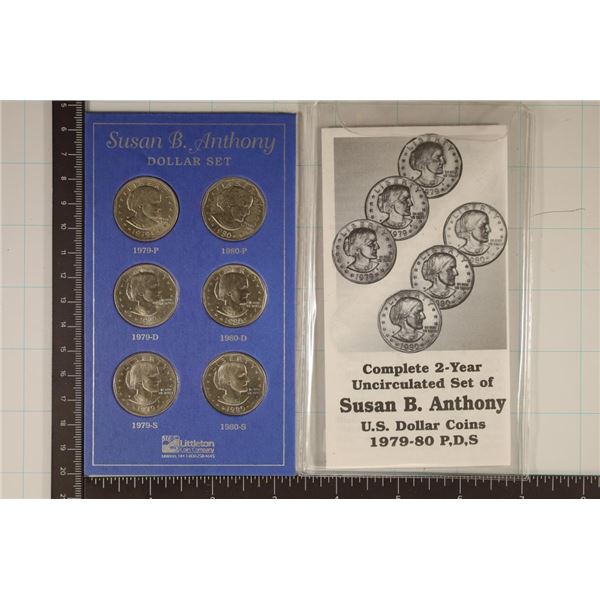 Susan B. Anthony
DOLLAR SET
1979-P
1980-P
1979-D
1980-D
1979-S
1980-S
Littleton
Coin Company
Complete 2-Year
Uncirculated Set of
Susan B. Anthony
U.S. Dollar Coins
1979-80 P,D,S